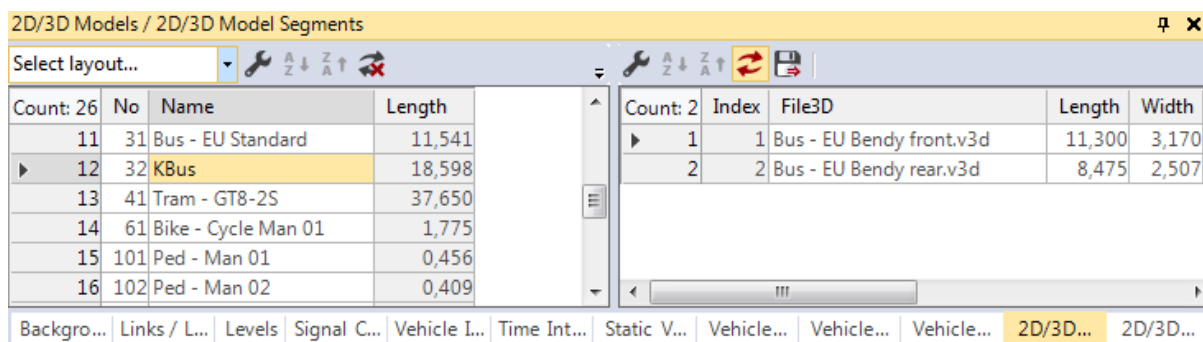 2D/3D Models / 2D/3D Model Segments
Select layout...
Count: 26 No Name Length
11 31 Bus - EU Standard 11,541
12 32 KBus 18,598
13 41 Tram - GT8-2S 37,650
14 61 Bike - Cycle Man 01 1,775
15 101 Ped - Man 01 0,456
16 102 Ped - Man 02 0,409
Count: 2 Index File3D Length Width
1 1 Bus - EU Bendy front.v3d 11,300 3,170
2 2 Bus - EU Bendy rear.v3d 8,475 2,507
Backgro... Links / L... Levels Signal C... Vehicle I... Time Int... Static V... Vehicle... Vehicle... Vehicle... 2D/3D... 2D/3D...